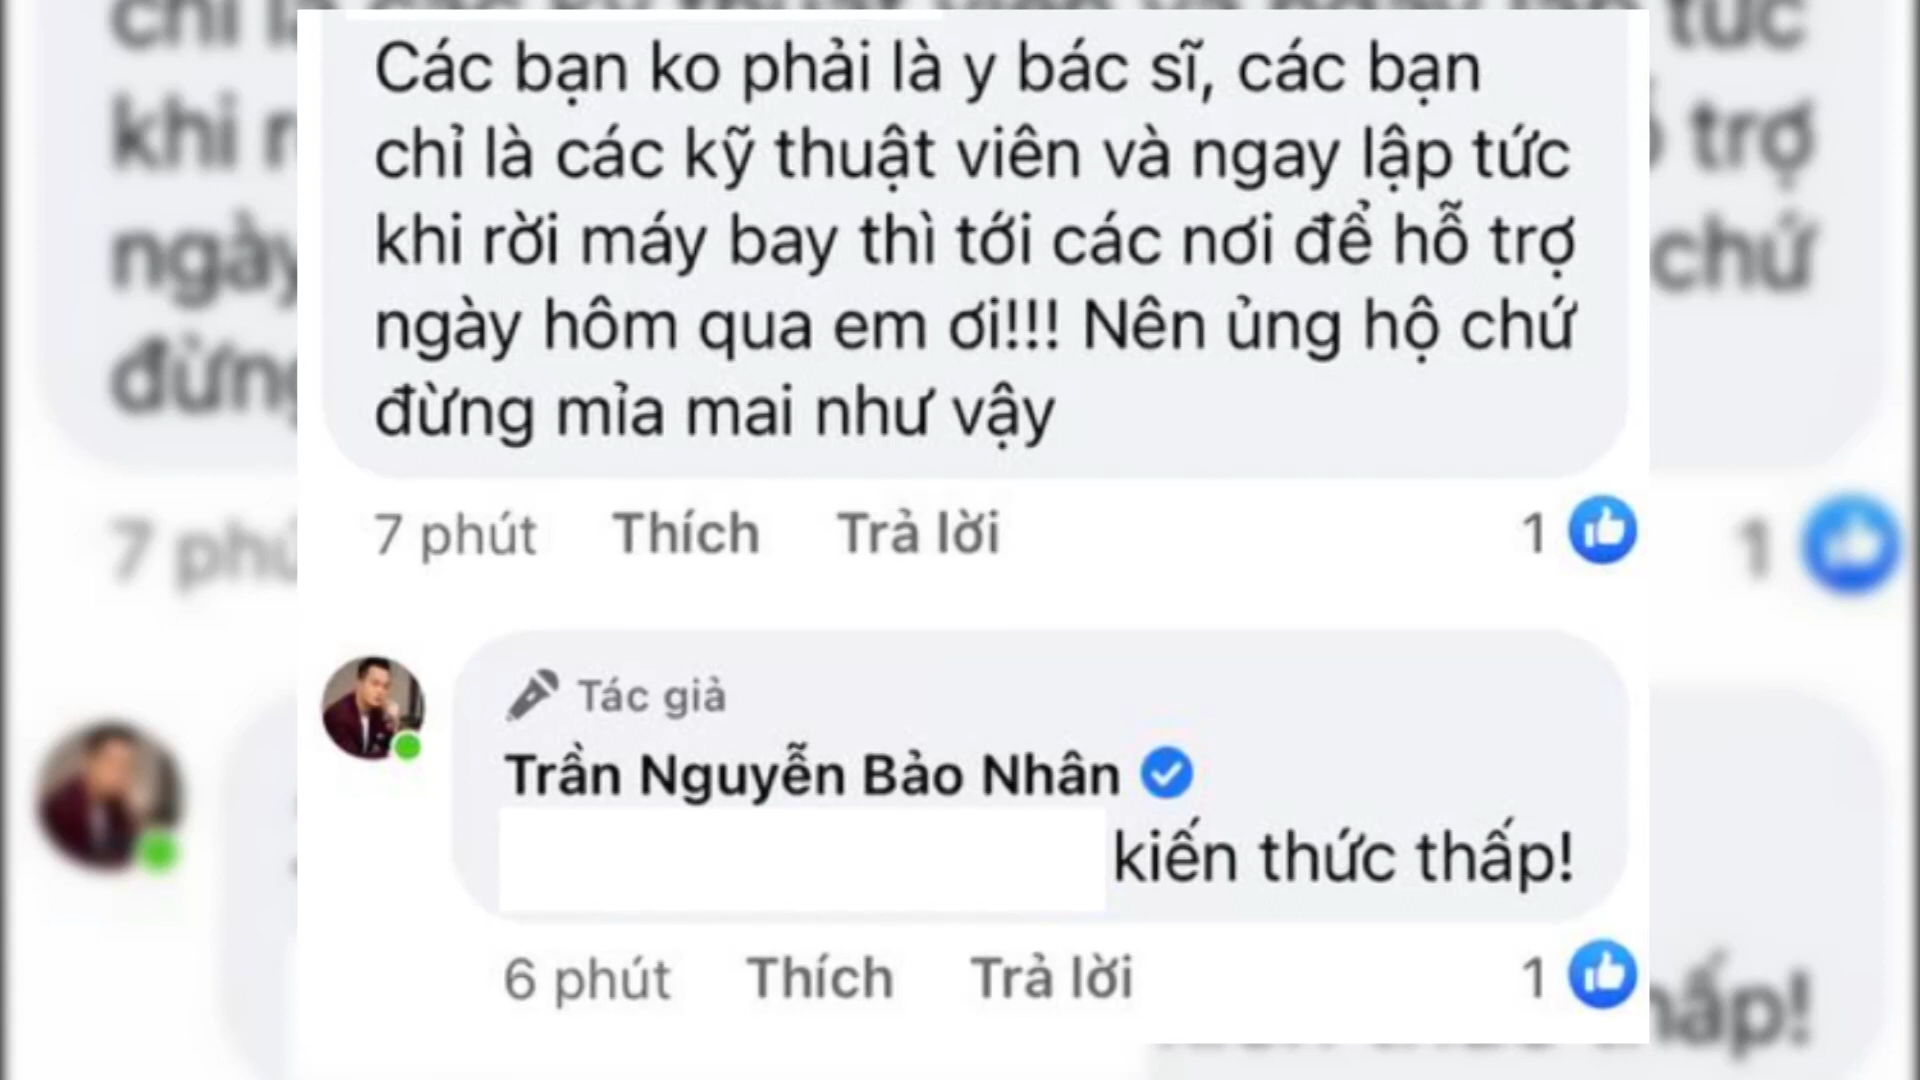 Các bạn ko phải là y bác sĩ, các bạn
chỉ là các kỹ thuật viên và ngay lập tức
khi rời máy bay thì tới các nơi để hỗ trợ
ngày hôm qua em ơi!!! Nên ủng hộ chứ
đừng mỉa mai như vậy
7 phút Thích Trả lời 1
Tác giả
Trần Nguyễn Bảo Nhân
kiến thức thấp!
6 phút Thích Trả lời 1